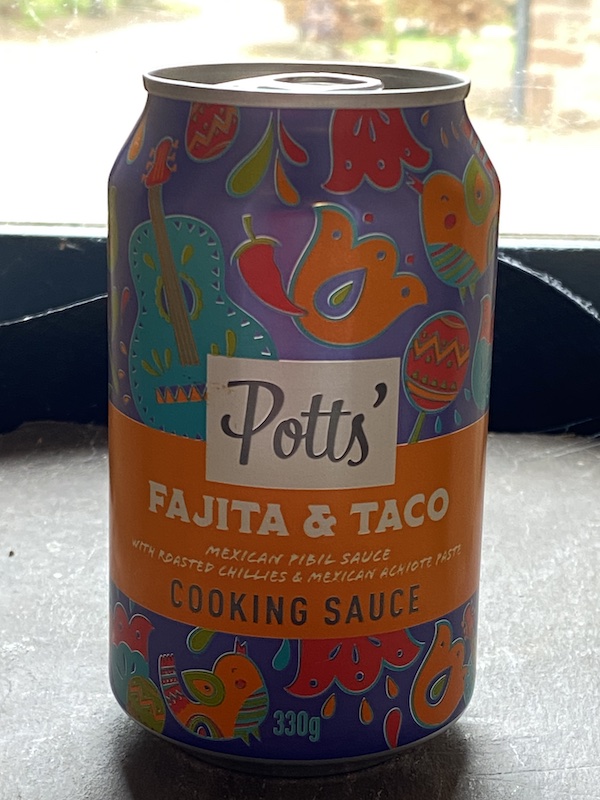 Potts'
FAJITA & TACO
MEXICAN PIBIL SAUCE
WITH ROASTED CHILLIES & MEXICAN ACHIOTE PASTE
COOKING SAUCE
330g